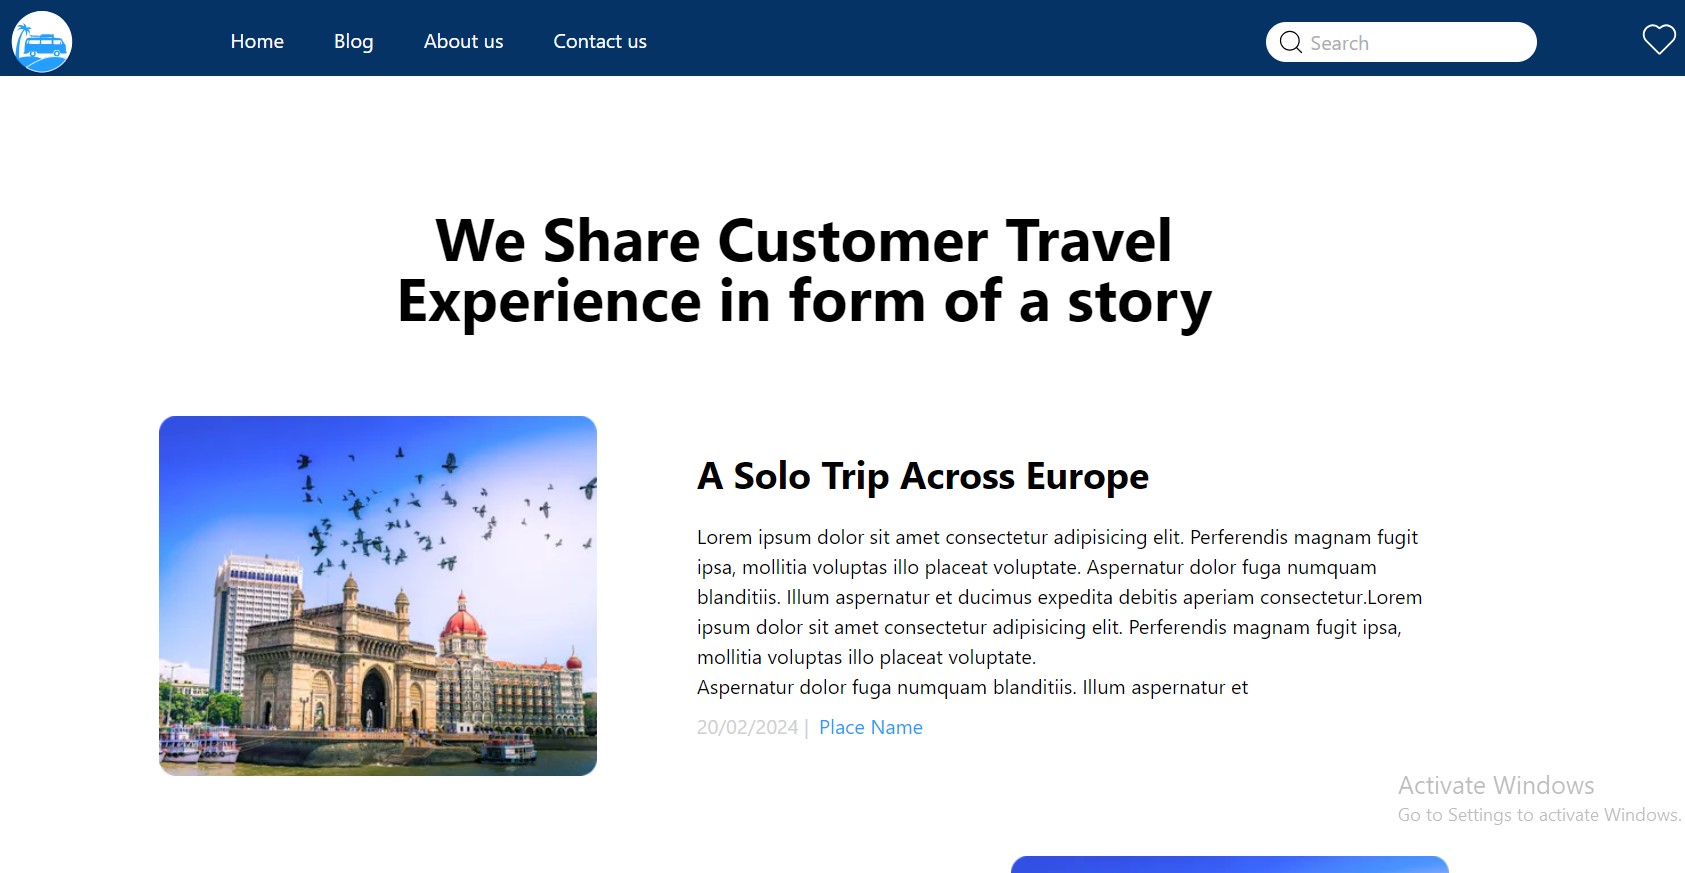 Home Blog About us Contact us Search
We Share Customer Travel
Experience in form of a story
A Solo Trip Across Europe
Lorem ipsum dolor sit amet consectetur adipisicing elit. Perferendis magnam fugit
ipsa, mollitia voluptas illo placeat voluptate. Aspernatur dolor fuga numquam
blanditiis. Illum aspernatur et ducimus expedita debitis aperiam consectetur.Lorem
ipsum dolor sit amet consectetur adipisicing elit. Perferendis magnam fugit ipsa,
mollitia voluptas illo placeat voluptate.
Aspernatur dolor fuga numquam blanditiis. Illum aspernatur et
20/02/2024 | Place Name
Activate Windows
Go to Settings to activate Windows.